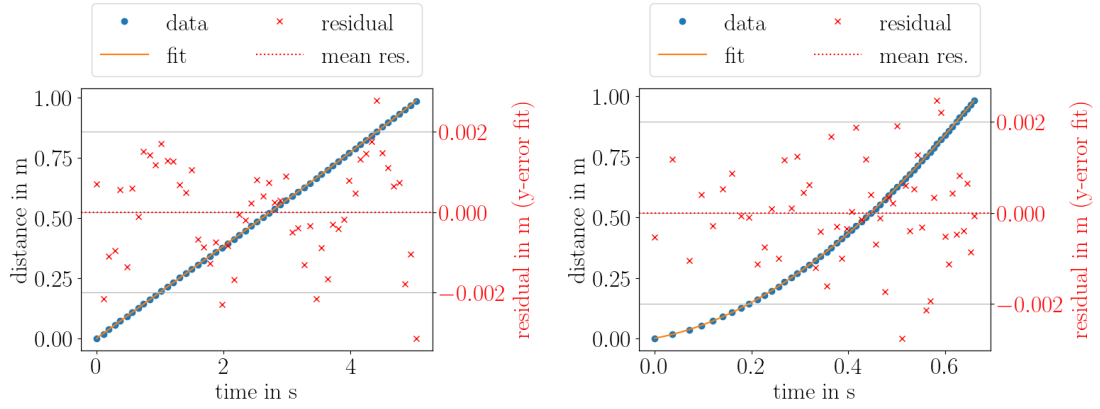 data
residual
fit
mean res.
1.00
0.75
0.50
0.25
0.00
distance in m
0.002
0.000
−0.002
residual in m (y-error fit)
0
2
4
time in s
data
residual
fit
mean res.
1.00
0.75
0.50
0.25
0.00
distance in m
0.002
0.000
−0.002
residual in m (y-error fit)
0.0
0.2
0.4
0.6
time in s